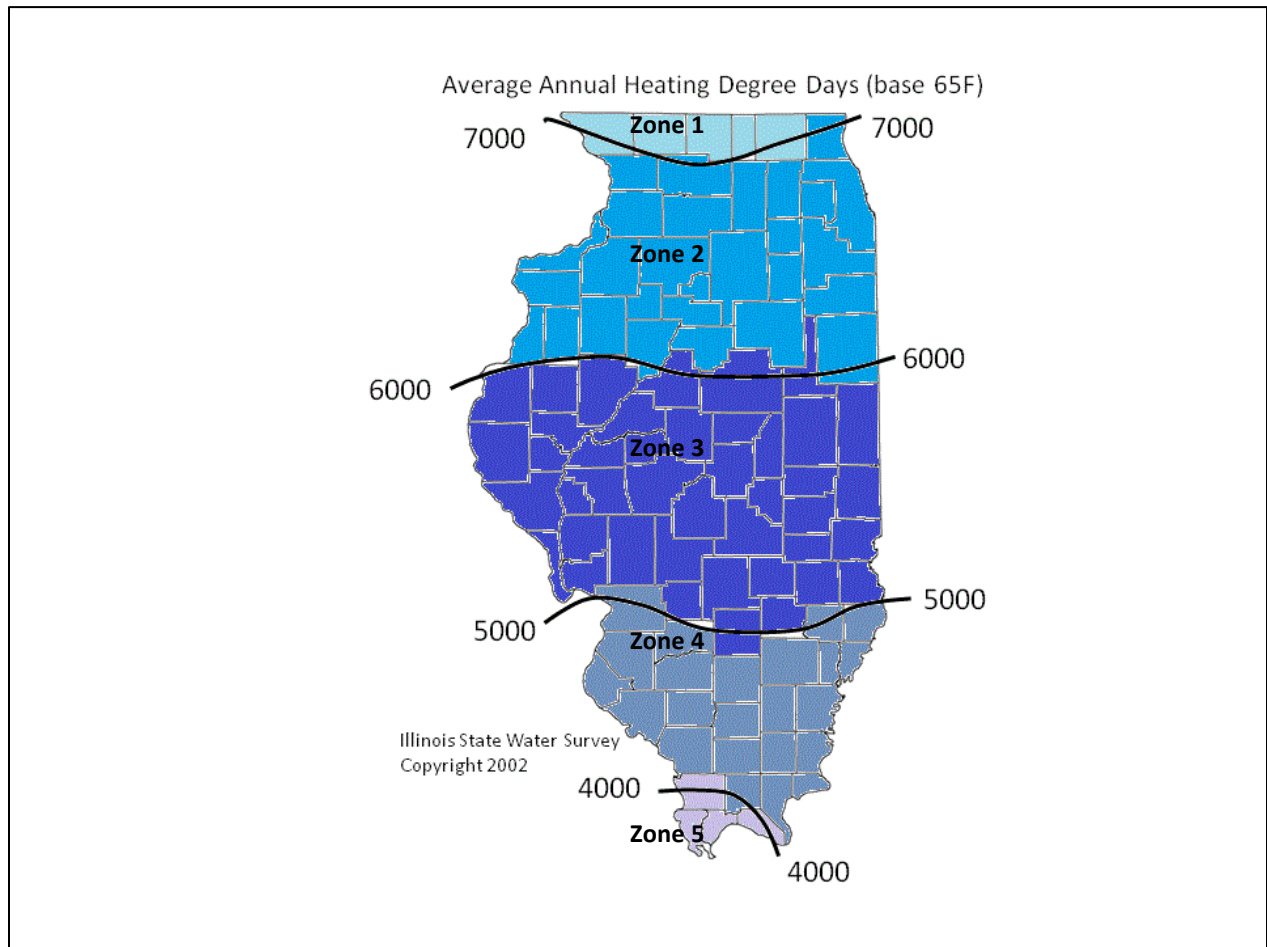 Average Annual Heating Degree Days (base 65F)
7000
Zone 1
7000
Zone 2
6000
6000
Zone 3
5000
5000
Zone 4
Illinois State Water Survey
Copyright 2002
4000
Zone 5
4000